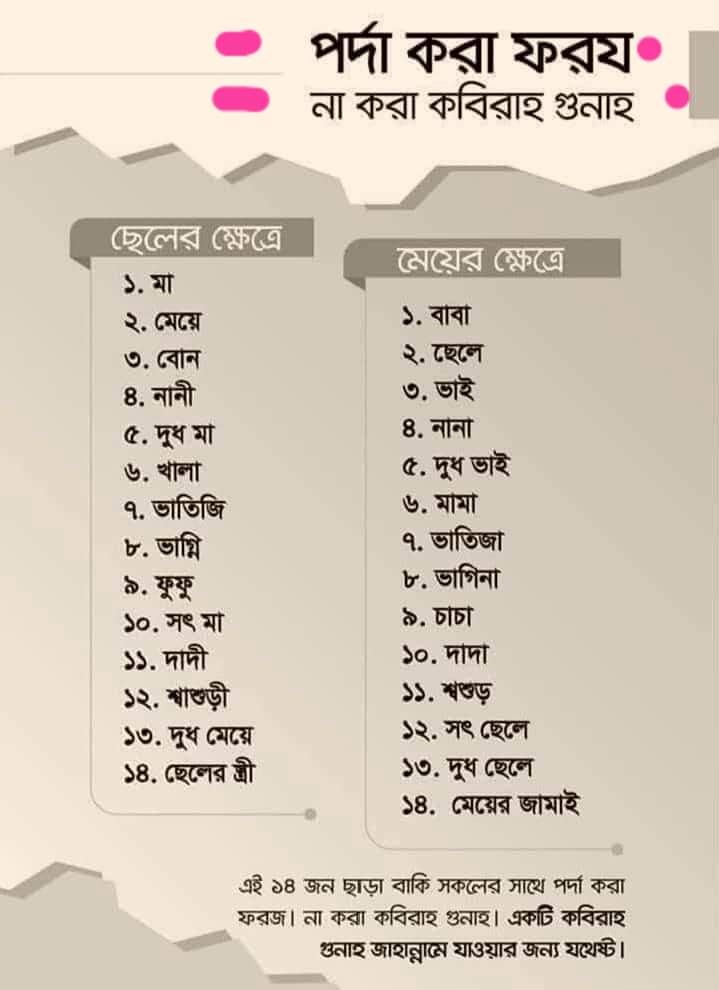 পর্দা করা ফরয
না করা কবিরাহ গুনাহ
ছেলের ক্ষেত্রে
১. মা
২. মেয়ে
৩. বোন
৪. নানী
৫. দুধ মা
৬. খালা
৭. ভাতিজি
৮. ভাগ্নি
৯. ফুফু
১০. সৎ মা
১১. দাদী
১২. শ্বাশুড়ী
১৩. দুধ মেয়ে
১৪. ছেলের স্ত্রী
মেয়ের ক্ষেত্রে
১. বাবা
২. ছেলে
৩. ভাই
৪. নানা
৫. দুধ ভাই
৬. মামা
৭. ভাতিজা
৮. ভাগিনা
৯. চাচা
১০. দাদা
১১. শ্বশুড়
১২. সৎ ছেলে
১৩. দুধ ছেলে
১৪. মেয়ের জামাই
এই ১৪ জন ছাড়া বাকি সকলের সাথে পর্দা করা
ফরজ। না করা কবিরাহ গুনাহ। একটি কবিরাহ
গুনাহ জাহান্নামে যাওয়ার জন্য যথেষ্ট।